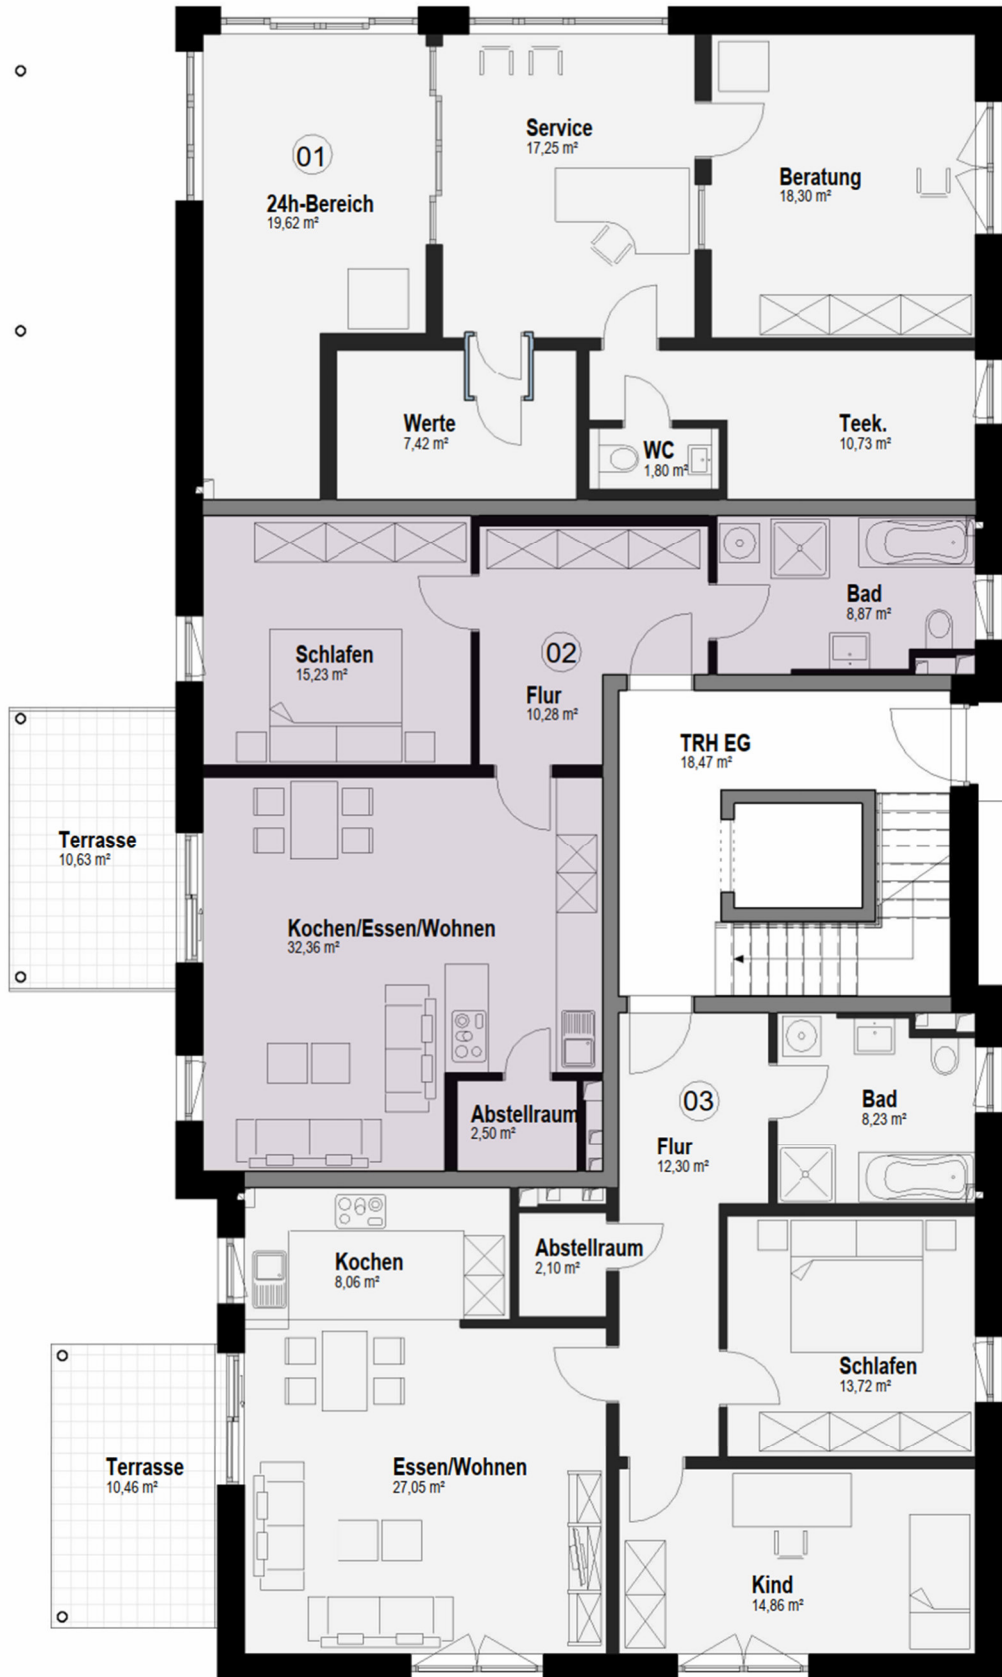 01
24h-Bereich
19,62 m²
Service
17,25 m²
Beratung
18,30 m²
Werte
7,42 m²
WC
1,80 m²
Teek.
10,73 m²
Schlafen
15,23 m²
02
Flur
10,28 m²
Bad
8,87 m²
TRH EG
18,47 m²
Terrasse
10,63 m²
Kochen/Essen/Wohnen
32,36 m²
Abstellraum
2,50 m²
03
Flur
12,30 m²
Bad
8,23 m²
Kochen
8,06 m²
Abstellraum
2,10 m²
Schlafen
13,72 m²
Terrasse
10,46 m²
Essen/Wohnen
27,05 m²
Kind
14,86 m²